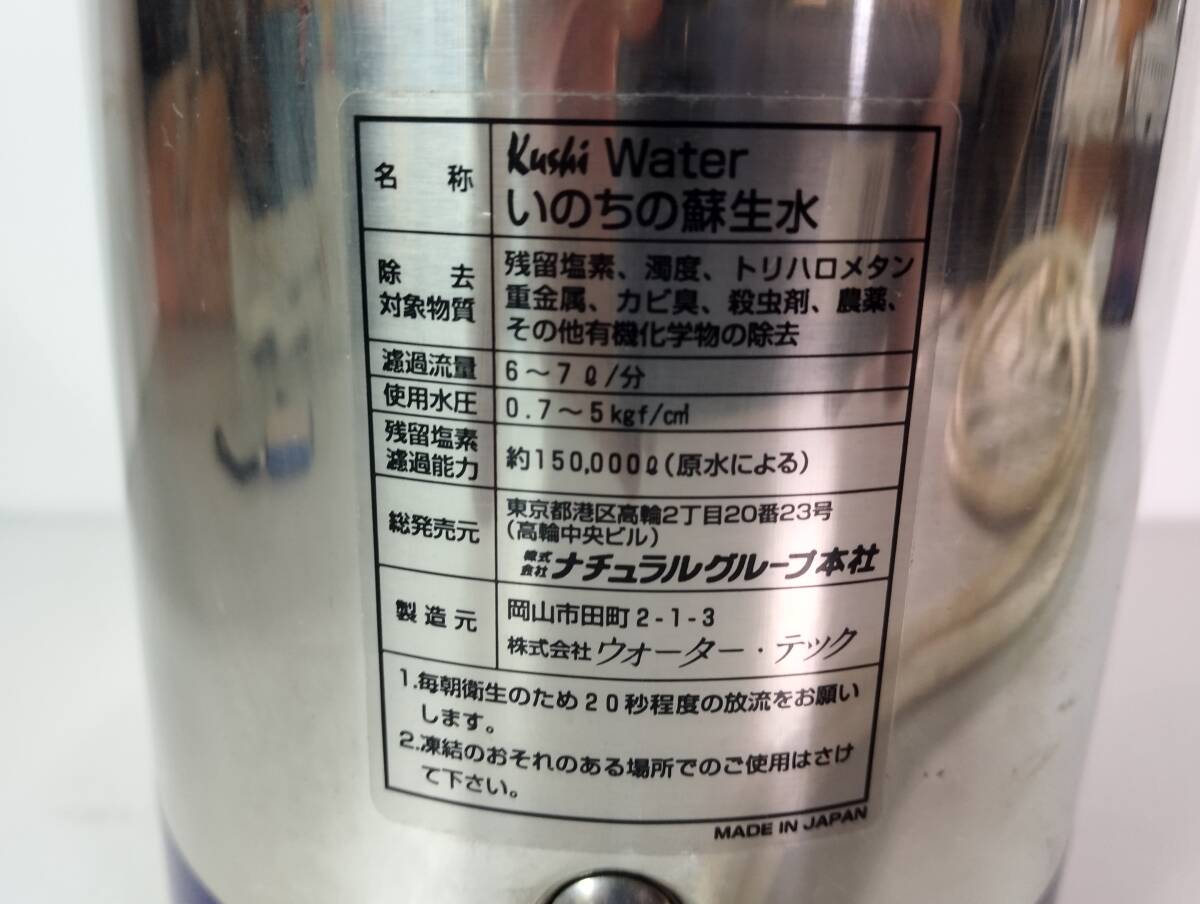 名称
Kushi Water
いのちの蘇生水
除去
対象物質
残留塩素、濁度、トリハロメタン
重金属、カビ臭、殺虫剤、農薬、
その他有機化学物の除去
濾過流量
6〜7ℓ/分
使用水圧
0.7〜5kgf/c㎡
残留塩素
濾過能力
約150,000ℓ(原水による)
総発売元
東京都港区高輪2丁目20番23号
(高輪中央ビル)
株式会社ナチュラルグループ本社
製造元
岡山市田町2-1-3
株式会社ウォーター・テック
1.毎朝衛生のため20秒程度の放流をお願い
します。
2.凍結のおそれのある場所でのご使用はさけ
て下さい。
MADE IN JAPAN